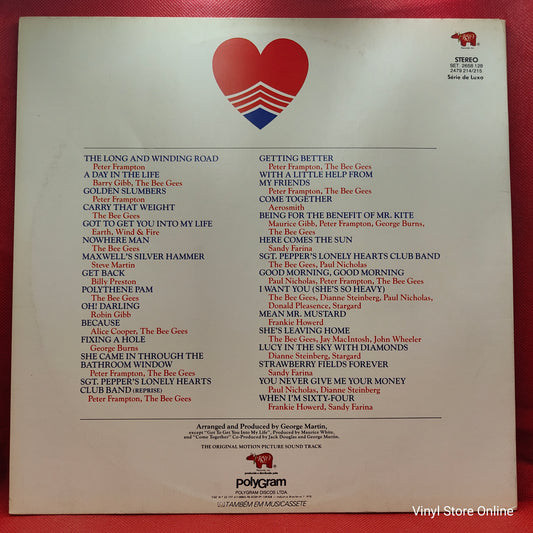 STEREO
SET: 2658 128
2479 214/215
Série de Luxo
THE LONG AND WINDING ROAD
Peter Frampton
A DAY IN THE LIFE
Barry Gibb, The Bee Gees
GOLDEN SLUMBERS
Peter Frampton
CARRY THAT WEIGHT
The Bee Gees
GOT TO GET YOU INTO MY LIFE
Earth, Wind & Fire
NOWHERE MAN
The Bee Gees
MAXWELL'S SILVER HAMMER
Steve Martin
GET BACK
Billy Preston
POLYTHENE PAM
The Bee Gees
OH! DARLING
Robin Gibb
BECAUSE
Alice Cooper, The Bee Gees
FIXING A HOLE
George Burns
SHE CAME IN THROUGH THE
BATHROOM WINDOW
Peter Frampton, The Bee Gees
SGT. PEPPER'S LONELY HEARTS
CLUB BAND (REPRISE)
Peter Frampton, The Bee Gees
GETTING BETTER
Peter Frampton, The Bee Gees
WITH A LITTLE HELP FROM
MY FRIENDS
Peter Frampton, The Bee Gees
COME TOGETHER
Aerosmith
BEING FOR THE BENEFIT OF MR. KITE
Maurice Gibb, Peter Frampton, George Burns,
The Bee Gees
HERE COMES THE SUN
Sandy Farina
SGT. PEPPER'S LONELY HEARTS CLUB BAND
The Bee Gees, Paul Nicholas
GOOD MORNING, GOOD MORNING
Paul Nicholas, Peter Frampton, The Bee Gees
I WANT YOU (SHE'S SO HEAVY)
The Bee Gees, Dianne Steinberg, Paul Nicholas,
Donald Pleasence, Stargard
MEAN MR. MUSTARD
Frankie Howerd
SHE'S LEAVING HOME
The Bee Gees, Jay MacIntosh, John Wheeler
LUCY IN THE SKY WITH DIAMONDS
Dianne Steinberg, Stargard
STRAWBERRY FIELDS FOREVER
Sandy Farina
YOU NEVER GIVE ME YOUR MONEY
Paul Nicholas, Dianne Steinberg
WHEN I'M SIXTY-FOUR
Frankie Howerd, Sandy Farina
Arranged and Produced by George Martin,
except "Got To Get You Into My Life", Produced by Maurice White,
and "Come Together" Co-Produced by Jack Douglas and George Martin.
THE ORIGINAL MOTION PICTURE SOUND TRACK
RSO
polyGram
POLYGRAM DISCOS LTDA.
TAMBÉM EM MUSICASSETE
Vinyl Store Online